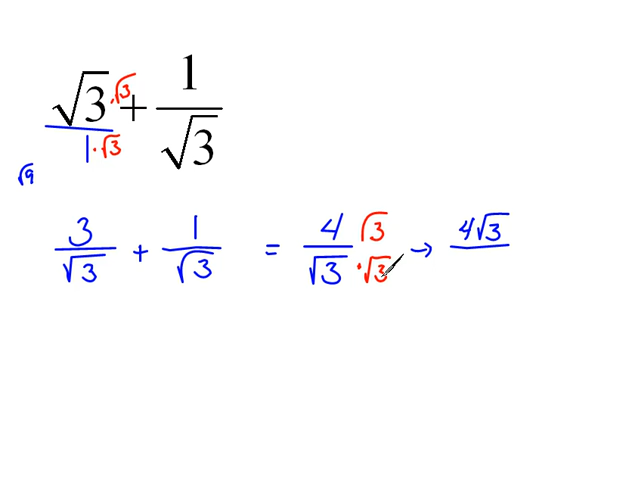 √3/1 ·√3/·√3 + 1/√3
√9
3/√3 + 1/√3 = 4/√3 √3/·√3 → 4√3